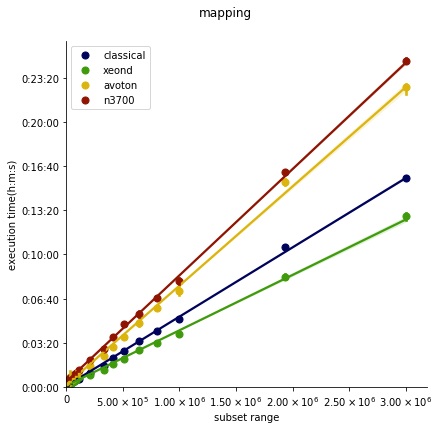 mapping
classical
xeond
avoton
n3700
execution time(h:m:s)
0:23:20
0:20:00
0:16:40
0:13:20
0:10:00
0:06:40
0:03:20
0:00:00
0 5.00 × 10⁵ 1.00 × 10⁶ 1.50 × 10⁶ 2.00 × 10⁶ 2.50 × 10⁶ 3.00 × 10⁶
subset range